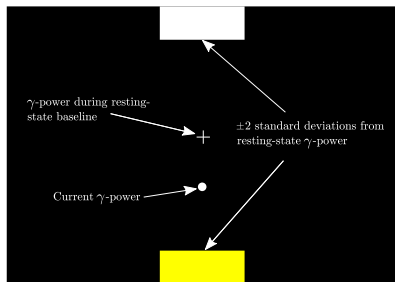 γ-power during resting-
state baseline
±2 standard deviations from
resting-state γ-power
Current γ-power